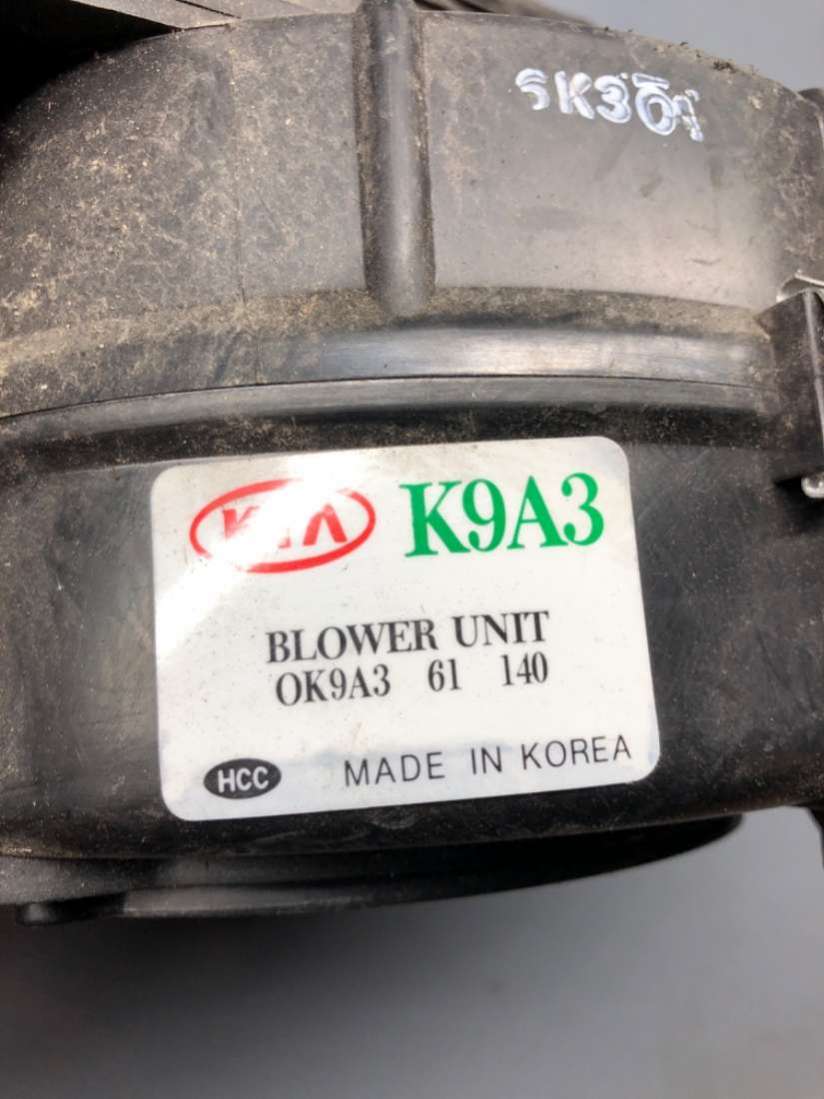 KIA K9A3
BLOWER UNIT
OK9A3 61 140
HCC MADE IN KOREA